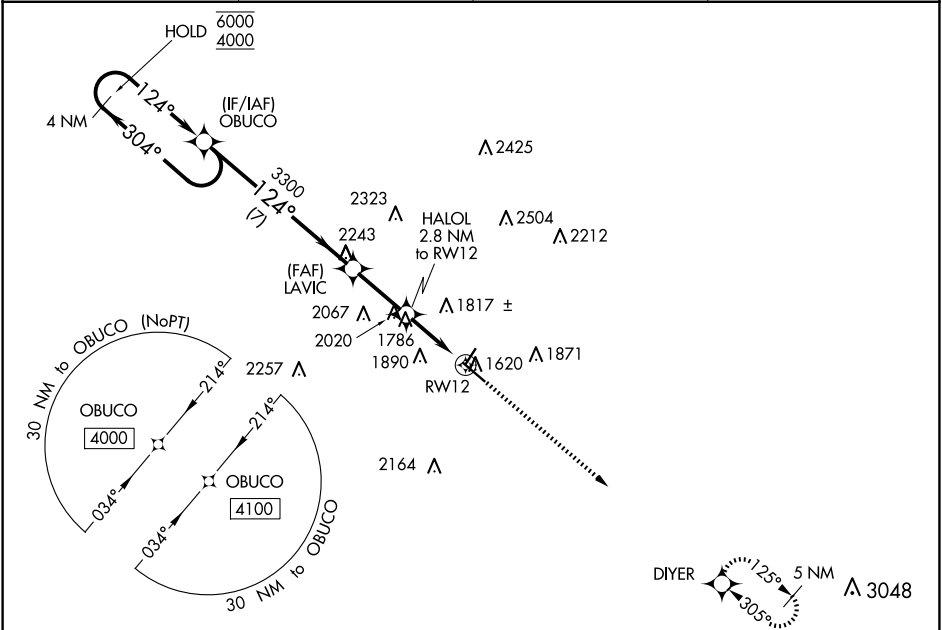 HOLD 6000
4000
124°
4 NM
304°
(IF/IAF)
OBUCO
3300
124°
(7)
2425
2323
HALOL
2.8 NM
to RW12
2504
2212
2243
(FAF)
LAVIC
2067
1817 ±
2020
1786
1890
1620
1871
RW12
2257
30 NM to OBUCO (NoPT)
214°
OBUCO
4000
034°
214°
OBUCO
4100
034°
30 NM to OBUCO
2164
DIYER
125°
5 NM
305°
3048